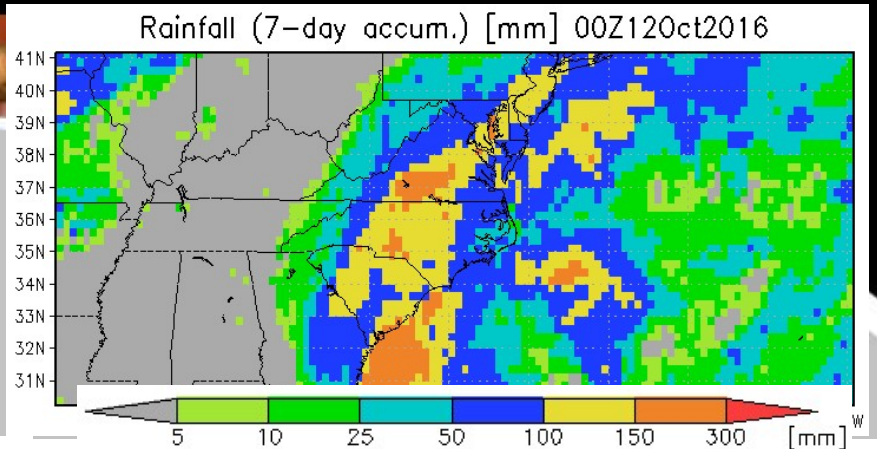 Rainfall (7-day accum.) [mm] 00Z12Oct2016
41N
40N
39N
38N
37N
36N
35N
34N
33N
32N
31N
W
5 10 25 50 100 150 300 [mm]